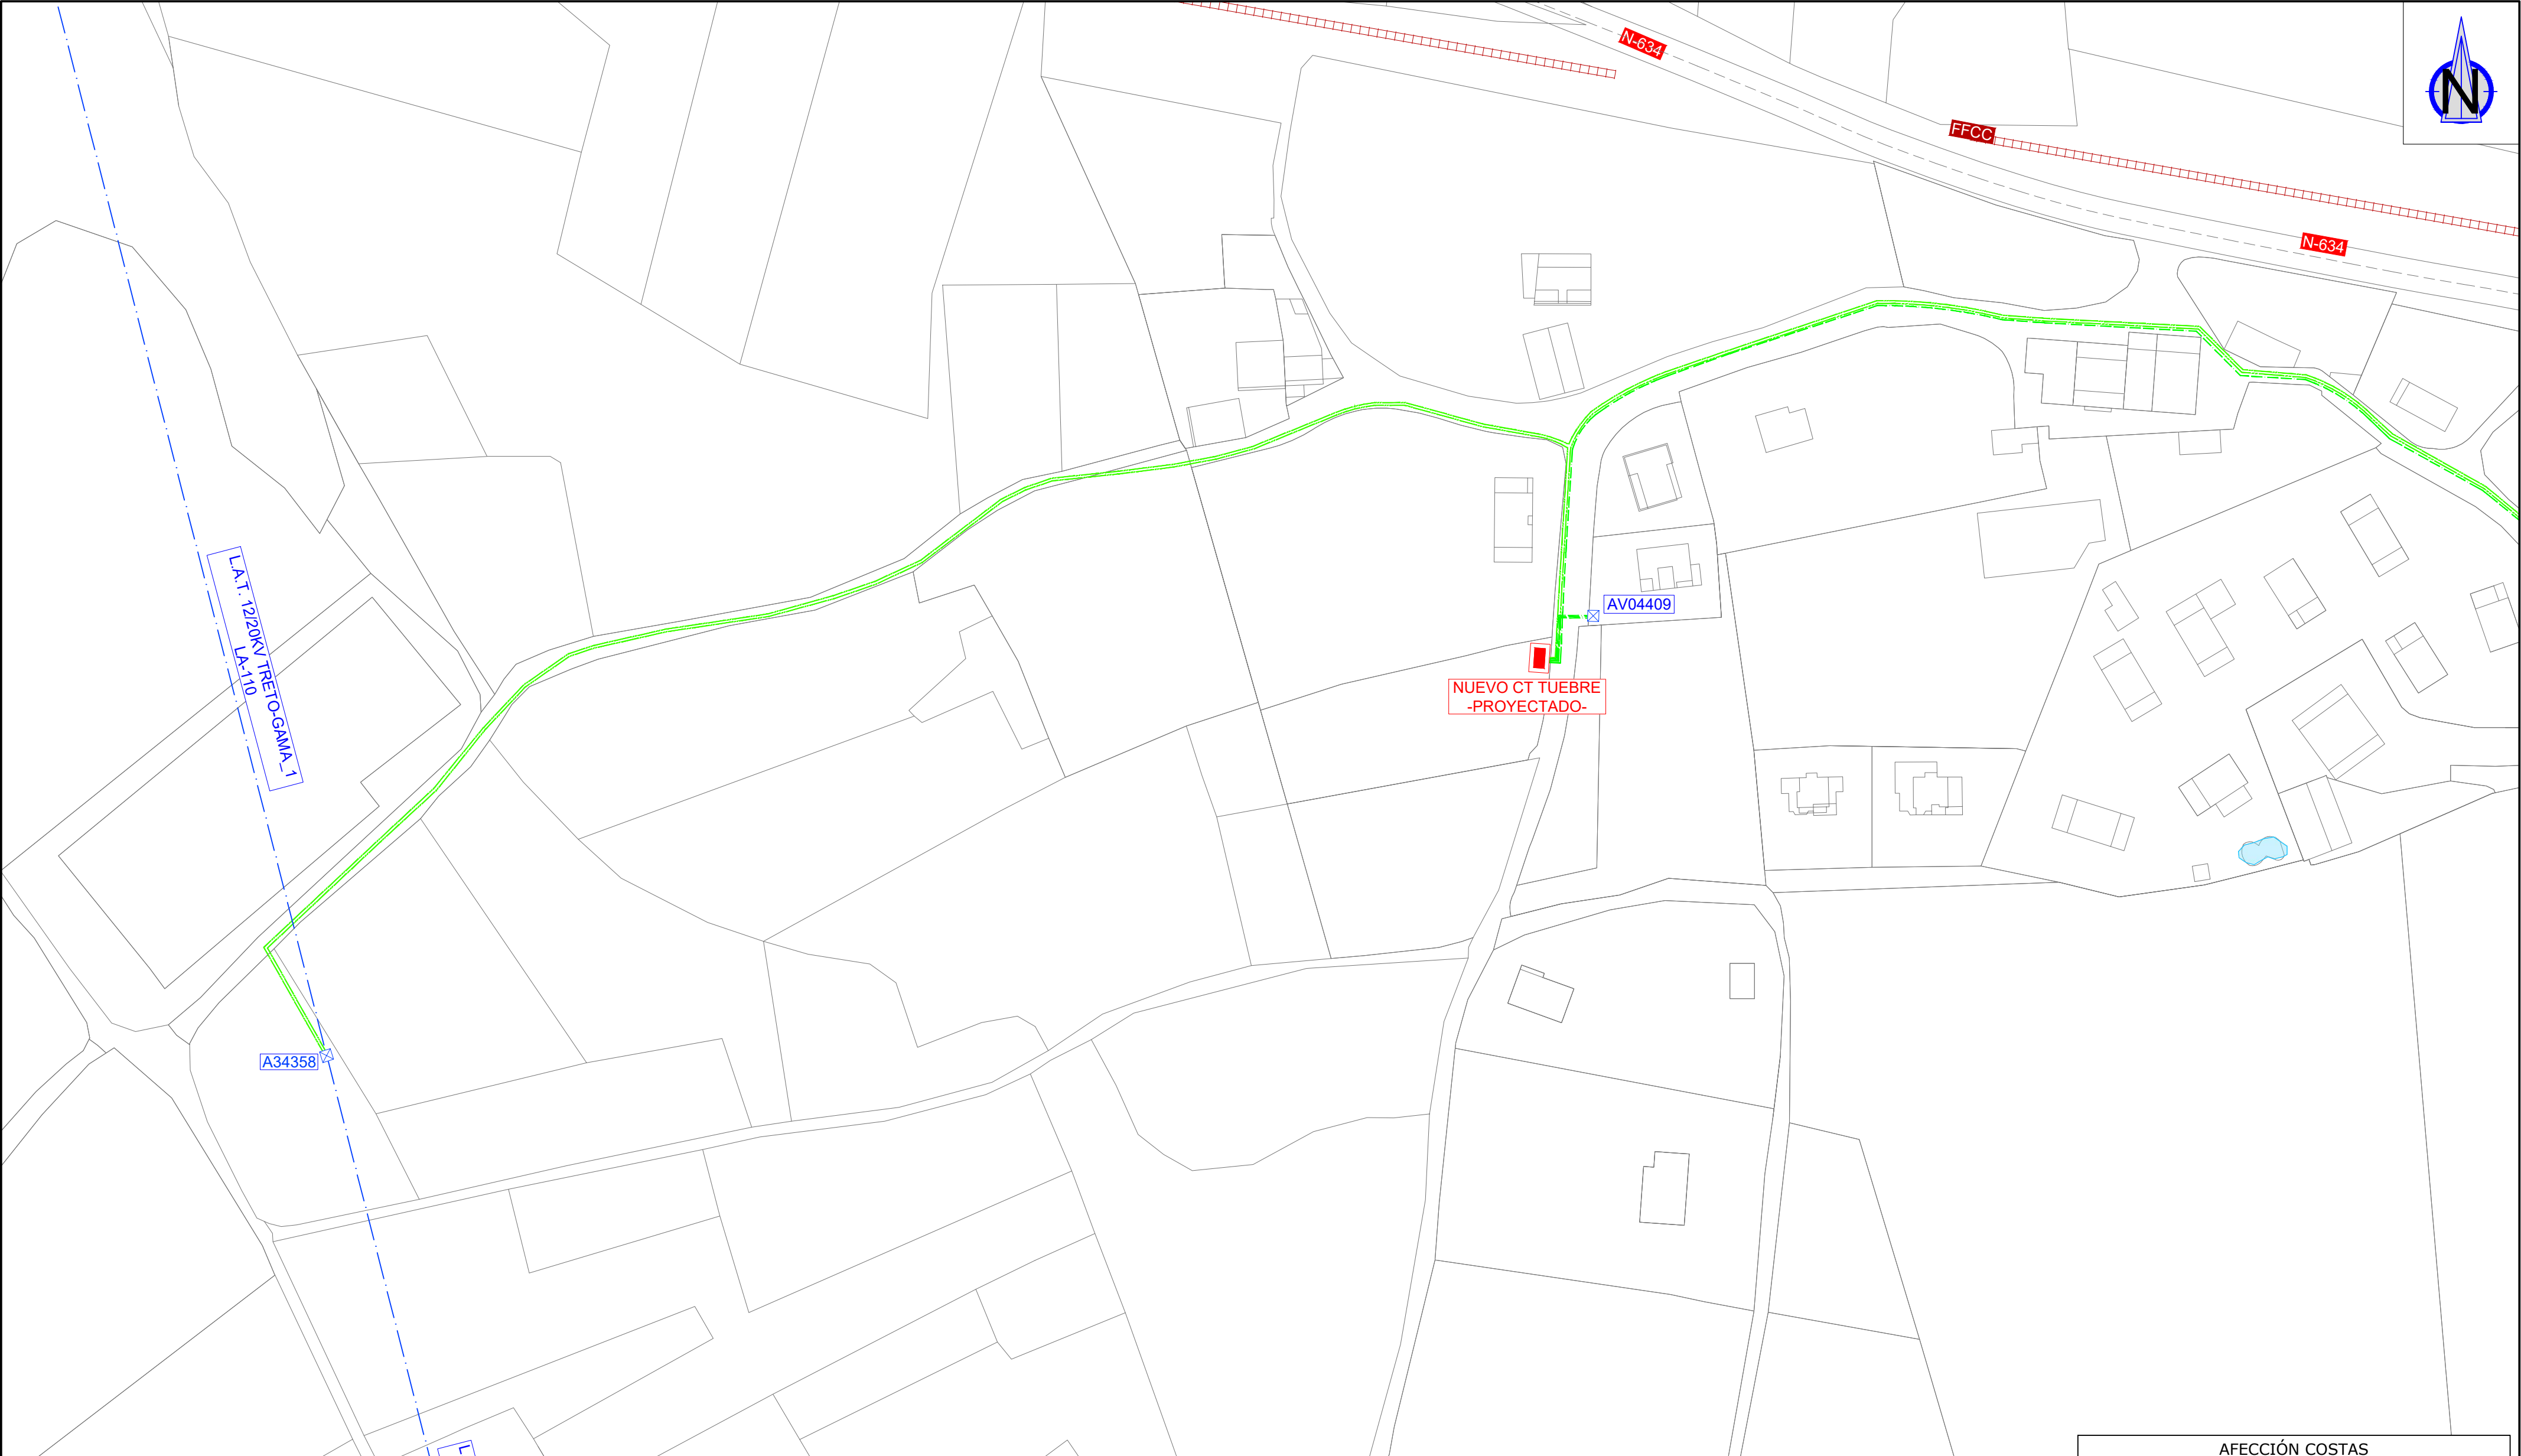 N-634
N
FFCC
N-634
L.A.T. 12/20KV TRETO-GAMA_1
LA-110
AV04409
NUEVO CT TUEBRE
-PROYECTADO-
A34358
L
AFECCIÓN COSTAS